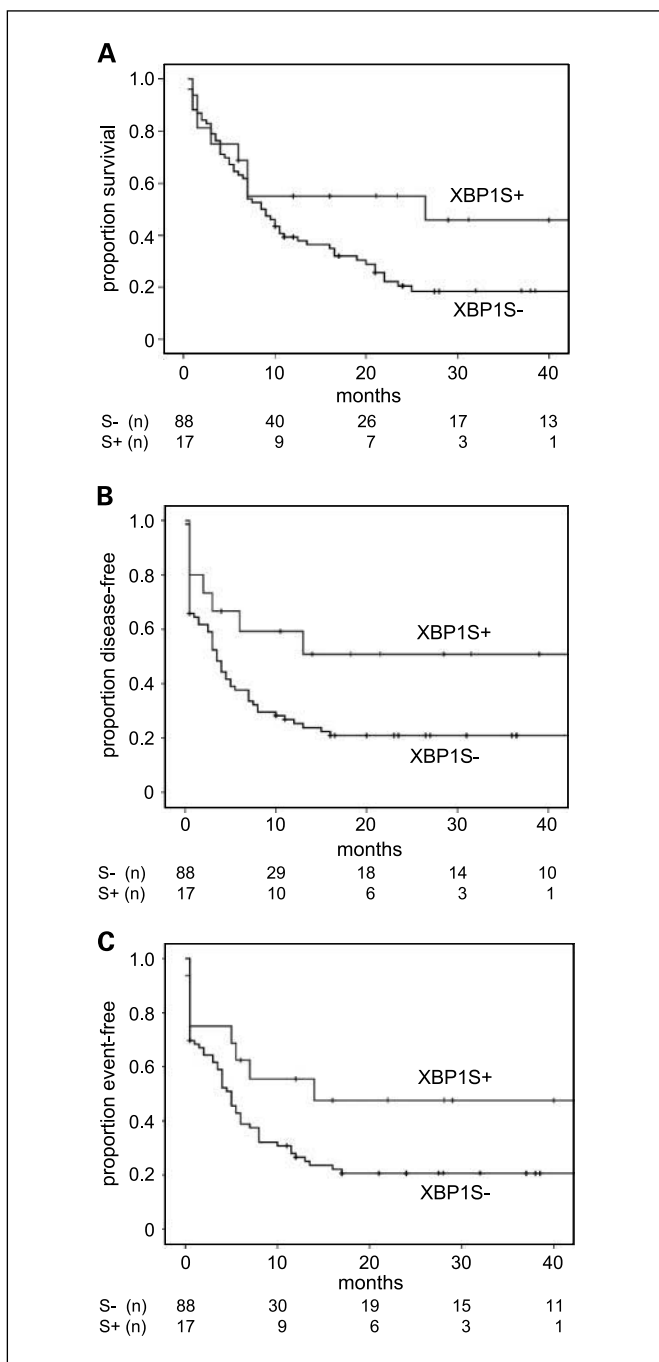 A
proportion survivial
1.0
0.8
0.6
0.4
0.2
0
XBP1S+
XBP1S-
0 10 20 30 40
months
S- (n) 88 40 26 17 13
S+ (n) 17 9 7 3 1
B
proportion disease-free
1.0
0.8
0.6
0.4
0.2
0
XBP1S+
XBP1S-
0 10 20 30 40
months
S- (n) 88 29 18 14 10
S+ (n) 17 10 6 3 1
C
proportion event-free
1.0
0.8
0.6
0.4
0.2
0
XBP1S+
XBP1S-
0 10 20 30 40
months
S- (n) 88 30 19 15 11
S+ (n) 17 9 6 3 1